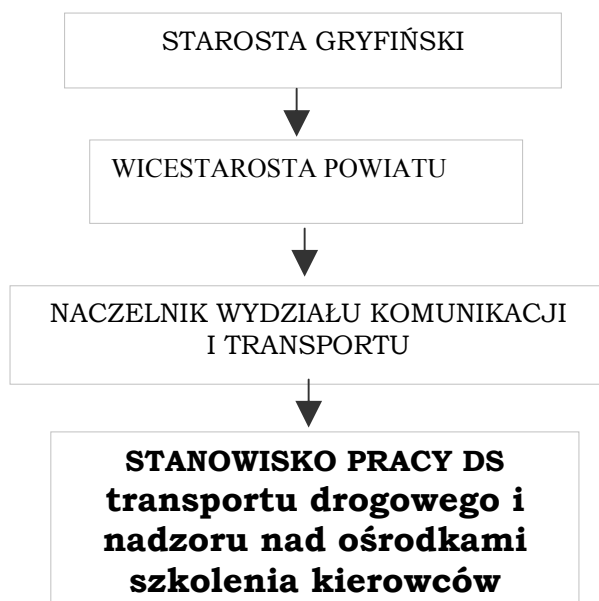 STAROSTA GRYFIŃSKI
WICESTAROSTA POWIATU
NACZELNIK WYDZIAŁU KOMUNIKACJI
I TRANSPORTU
STANOWISKO PRACY DS
transportu drogowego i
nadzoru nad ośrodkami
szkolenia kierowców